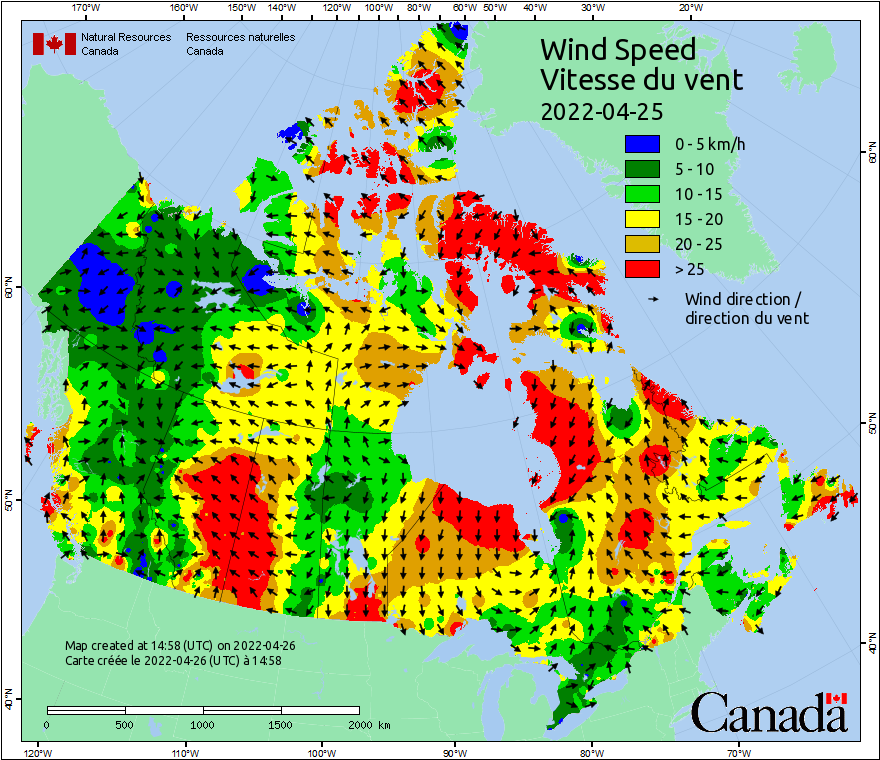 170°W 160°W 150°W 140°W 120°W 100°W 80°W 60°W 50°W 40°W 30°W 20°W
Natural Resources Canada
Ressources naturelles Canada
Wind Speed
Vitesse du vent
2022-04-25
0 - 5 km/h
5 - 10
10 - 15
15 - 20
20 - 25
> 25
Wind direction /
direction du vent
60°N
50°N
40°N
60°N
50°N
40°N
Map created at 14:58 (UTC) on 2022-04-26
Carte créée le 2022-04-26 (UTC) à 14:58
0 500 1000 1500 2000 km
Canada
120°W 110°W 100°W 90°W 80°W 70°W